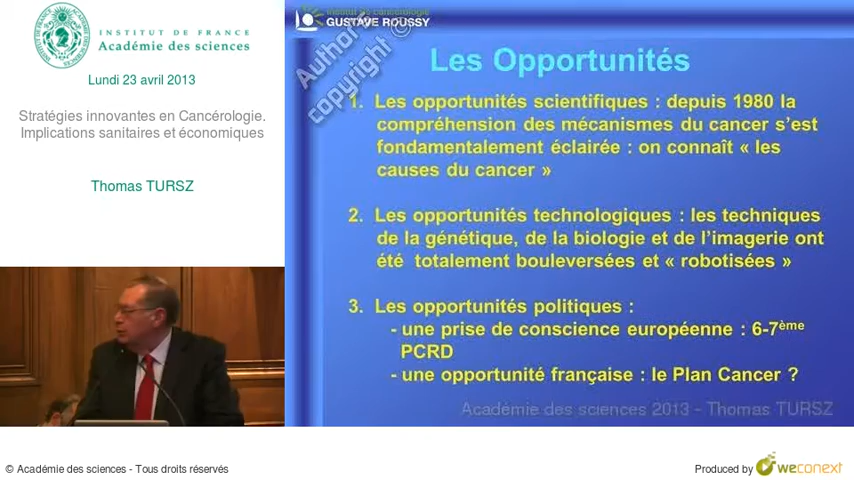 INSTITUT DE FRANCE
Académie des sciences
Lundi 23 avril 2013
Stratégies innovantes en Cancérologie.
Implications sanitaires et économiques
Thomas TURSZ
institut de cancérologie
GUSTAVE ROUSSY
Author's
copyright ©
Les Opportunités
1. Les opportunités scientifiques : depuis 1980 la
compréhension des mécanismes du cancer s'est
fondamentalement éclairée : on connaît « les
causes du cancer »
2. Les opportunités technologiques : les techniques
de la génétique, de la biologie et de l'imagerie ont
été totalement bouleversées et « robotisées »
3. Les opportunités politiques :
- une prise de conscience européenne : 6-7ème
PCRD
- une opportunité française : le Plan Cancer ?
Académie des sciences 2013 - Thomas TURSZ
© Académie des sciences - Tous droits réservés
Produced by weconext